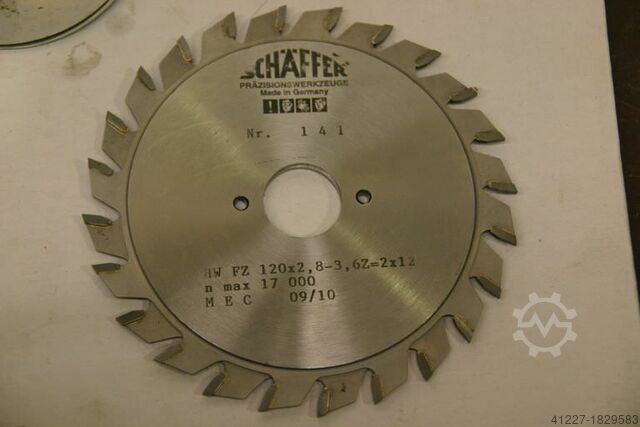 SCHÄFFER
PRÄZISIONSWERKZEUGE
Made in Germany
Nr. 141
HW FZ 120x2,8-3,6Z=2x12
n max 17 000
MEC 09/10
41227-1829583